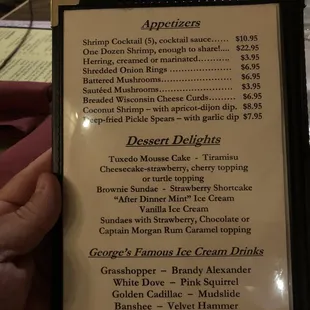 Appetizers
Shrimp Cocktail (5), cocktail sauce...... $10.95
One Dozen Shrimp, enough to share!.... $22.95
Herring, creamed or marinated........... $3.95
Shredded Onion Rings ........................ $6.95
Battered Mushrooms.......................... $6.95
Sautéed Mushrooms.......................... $3.95
Breaded Wisconsin Cheese Curds........ $6.95
Coconut Shrimp – with apricot-dijon dip. $8.95
Deep-fried Pickle Spears – with garlic dip $7.95
Dessert Delights
Tuxedo Mousse Cake - Tiramisu
Cheesecake-strawberry, cherry topping
or turtle topping
Brownie Sundae - Strawberry Shortcake
"After Dinner Mint" Ice Cream
Vanilla Ice Cream
Sundaes with Strawberry, Chocolate or
Captain Morgan Rum Caramel topping
George's Famous Ice Cream Drinks
Grasshopper – Brandy Alexander
White Dove – Pink Squirrel
Golden Cadillac – Mudslide
Banshee – Velvet Hammer